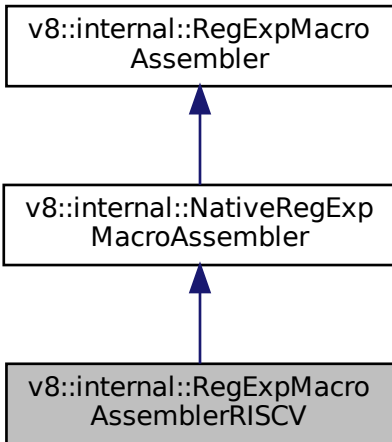 v8::internal::RegExpMacro
Assembler
v8::internal::NativeRegExp
MacroAssembler
v8::internal::RegExpMacro
AssemblerRISCV